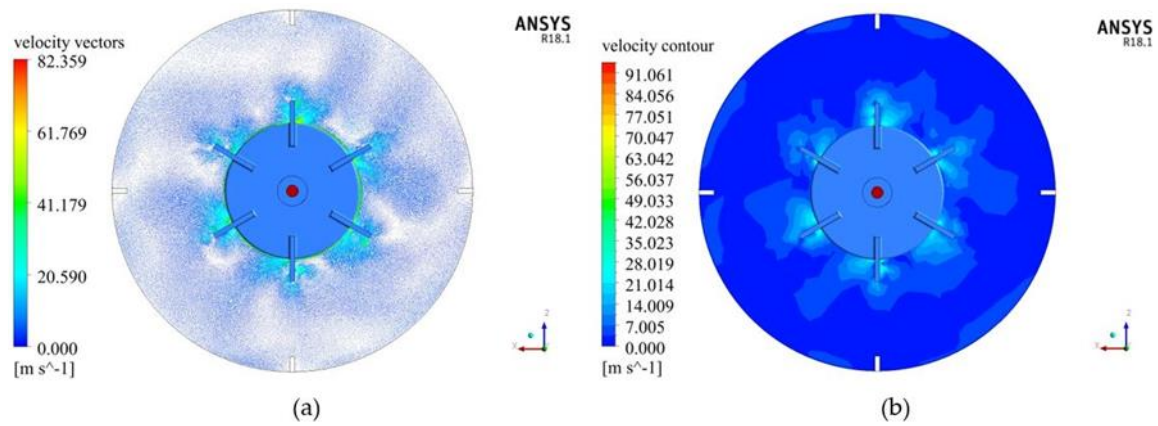 velocity vectors
82.359
61.769
41.179
20.590
0.000
[m s^-1]
ANSYS
R18.1
Z
X
Y
(a)
velocity contour
91.061
84.056
77.051
70.046
63.042
56.037
49.032
42.028
35.023
28.019
21.014
14.009
7.005
0.000
[m s^-1]
ANSYS
R18.1
Z
X
Y
(b)